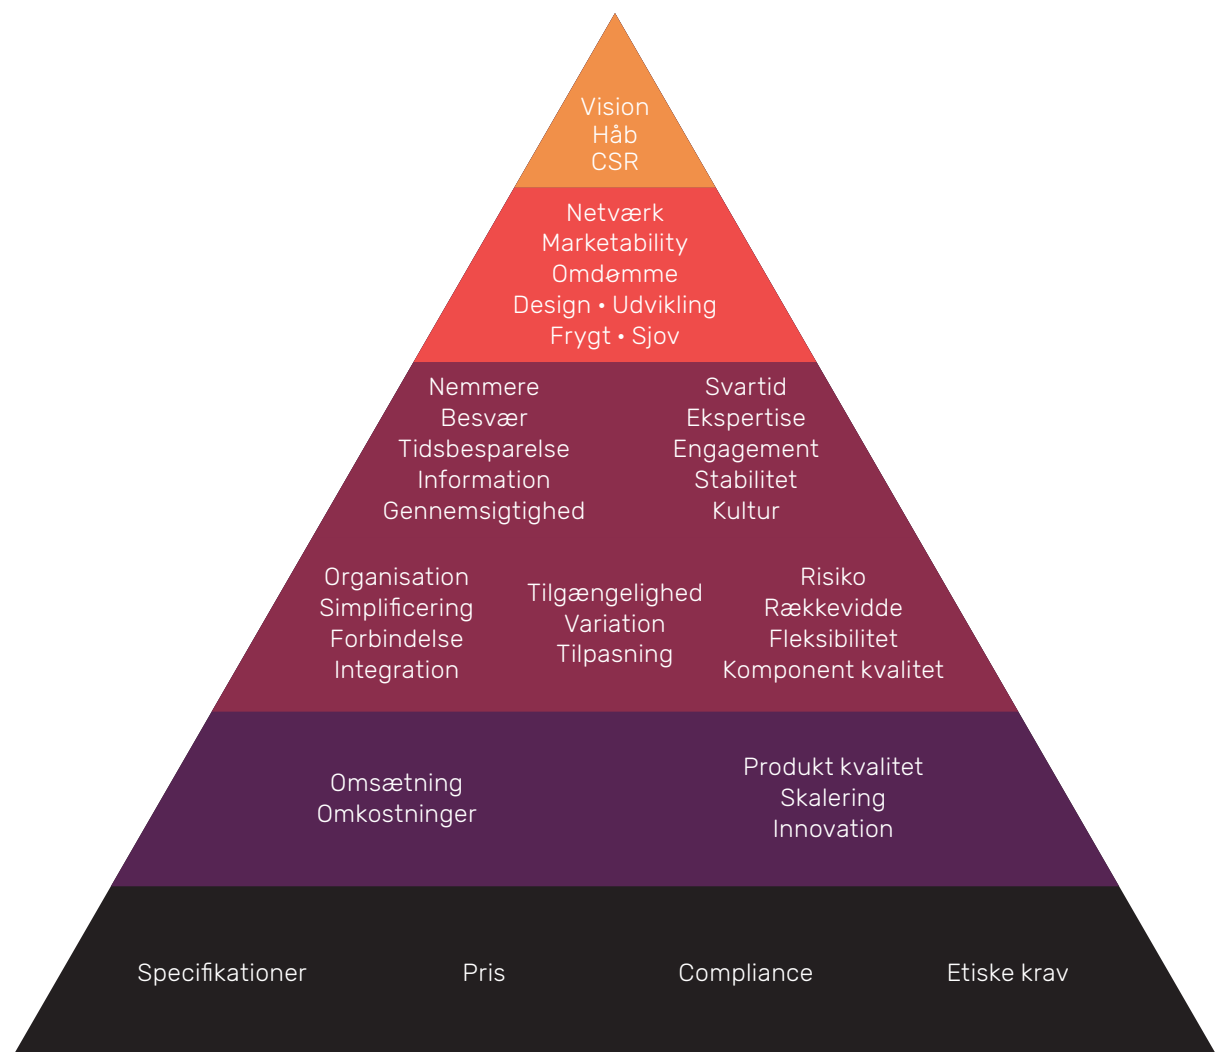 Vision
Håb
CSR
Netværk
Marketability
Omdømme
Design • Udvikling
Frygt • Sjov
Nemmere
Besvær
Tidsbesparelse
Information
Gennemsigtighed
Svartid
Ekspertise
Engagement
Stabilitet
Kultur
Organisation
Simplificering
Forbindelse
Integration
Tilgængelighed
Variation
Tilpasning
Risiko
Rækkevidde
Fleksibilitet
Komponent kvalitet
Omsætning
Omkostninger
Produkt kvalitet
Skalering
Innovation
Specifikationer
Pris
Compliance
Etiske krav